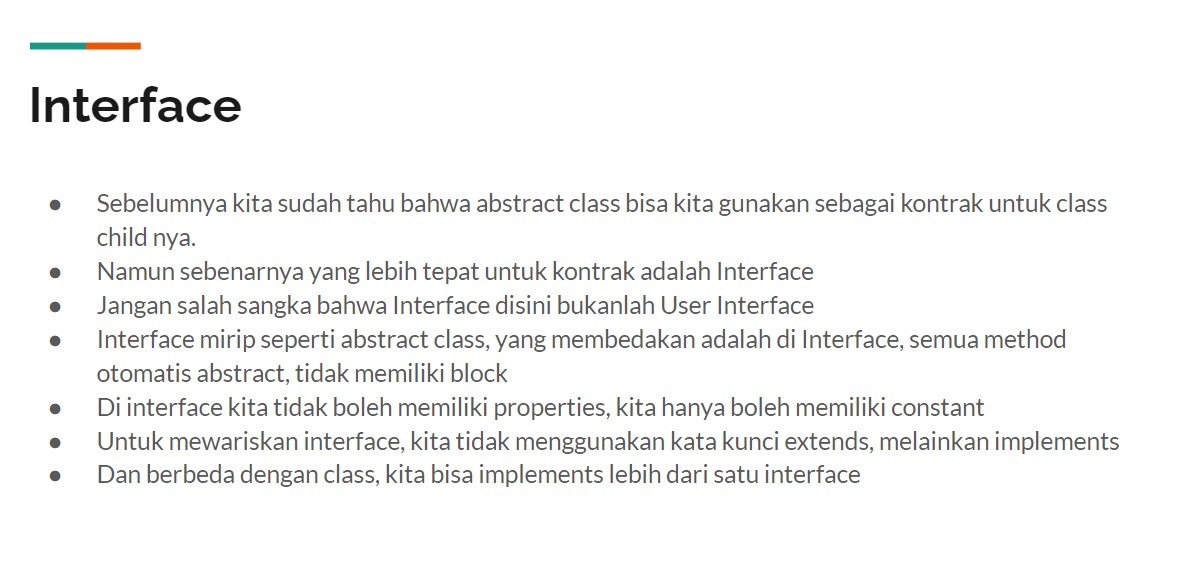 Interface
● Sebelumnya kita sudah tahu bahwa abstract class bisa kita gunakan sebagai kontrak untuk class
child nya.
● Namun sebenarnya yang lebih tepat untuk kontrak adalah Interface
● Jangan salah sangka bahwa Interface disini bukanlah User Interface
● Interface mirip seperti abstract class, yang membedakan adalah di Interface, semua method
otomatis abstract, tidak memiliki block
● Di interface kita tidak boleh memiliki properties, kita hanya boleh memiliki constant
● Untuk mewariskan interface, kita tidak menggunakan kata kunci extends, melainkan implements
● Dan berbeda dengan class, kita bisa implements lebih dari satu interface